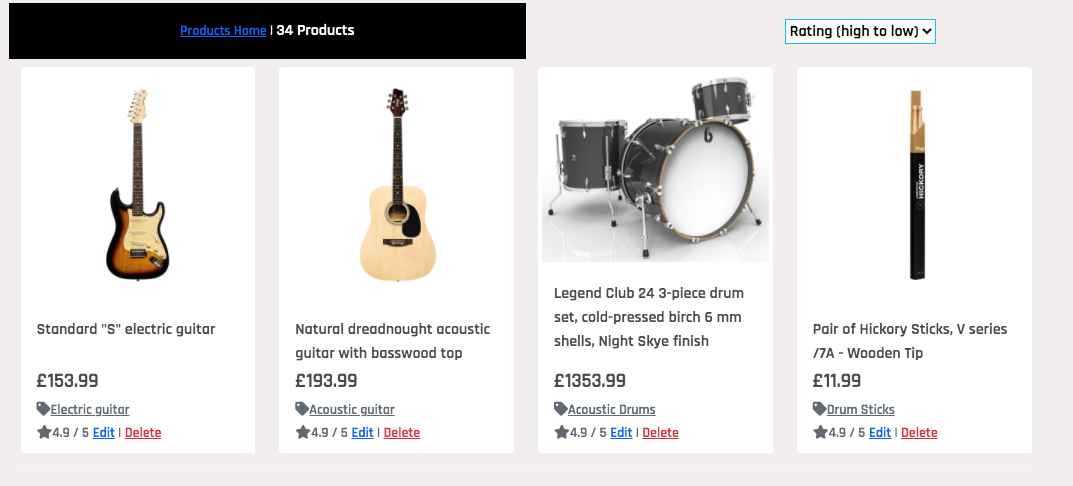 Products Home | 34 Products
Rating (high to low)
6
HICKORY
Standard "S" electric guitar
£153.99
Electric guitar
4.9 / 5 Edit | Delete
Natural dreadnought acoustic
guitar with basswood top
£193.99
Acoustic guitar
4.9 / 5 Edit | Delete
Legend Club 24 3-piece drum
set, cold-pressed birch 6 mm
shells, Night Skye finish
£1353.99
Acoustic Drums
4.9 / 5 Edit | Delete
Pair of Hickory Sticks, V series
/7A - Wooden Tip
£11.99
Drum Sticks
4.9 / 5 Edit | Delete